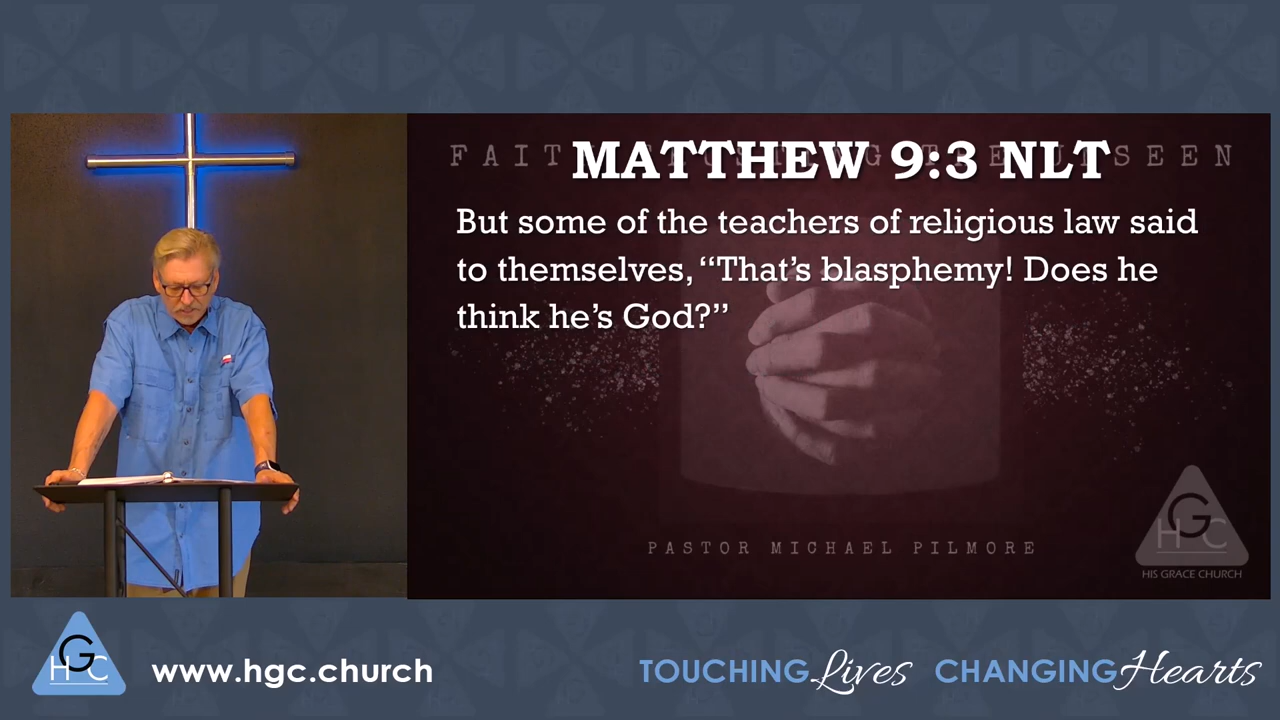 MATTHEW 9:3 NLT
But some of the teachers of religious law said
to themselves, “That’s blasphemy! Does he
think he’s God?”
PASTOR MICHAEL PILMORE
HGC
HIS GRACE CHURCH
HGC
www.hgc.church
TOUCHING Lives CHANGING Hearts